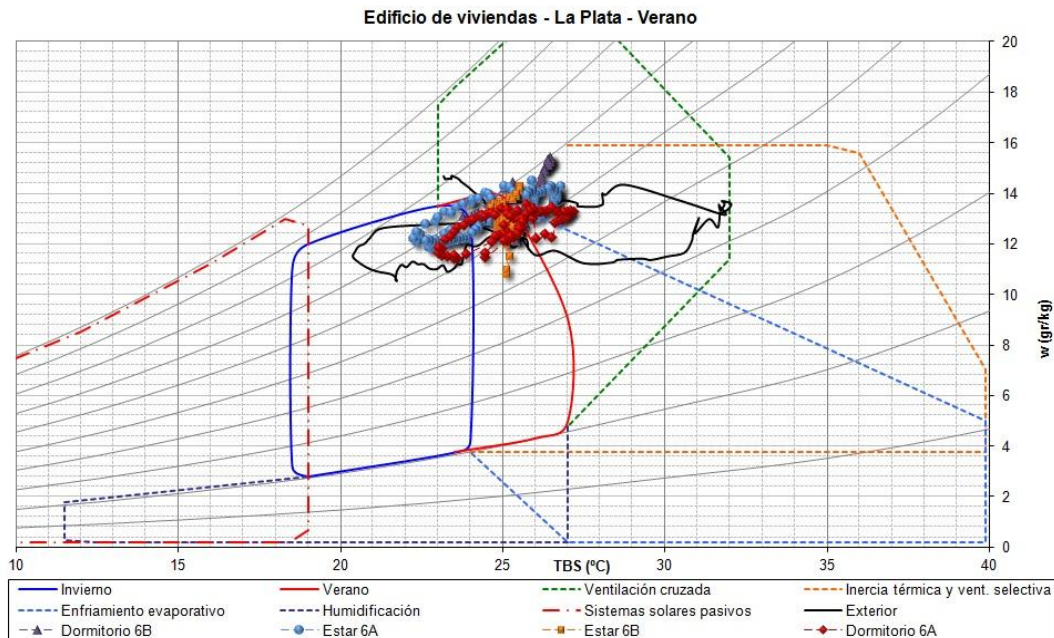 Edificio de viviendas - La Plata - Verano
20
18
16
14
12
10
8
6
4
2
0
w (gr/kg)
10 15 20 25 30 35 40
TBS (ºC)
Invierno Verano Ventilación cruzada Inercia térmica y vent. selectiva
Enfriamiento evaporativo Humidificación Sistemas solares pasivos Exterior
Dormitorio 6B Estar 6A Estar 6B Dormitorio 6A